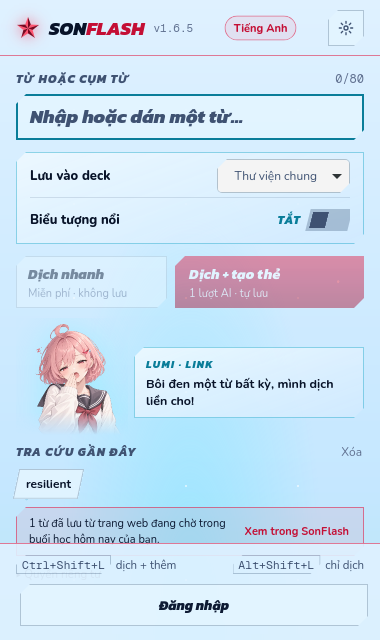 SONFLASH v1.6.5 Tiếng Anh
TỪ HOẶC CỤM TỪ 0/80
Nhập hoặc dán một từ...
Lưu vào deck Thư viện chung
Biểu tượng nổi TẮT
Dịch nhanh Dịch + tạo thẻ
Miễn phí · không lưu 1 lượt AI · tự lưu
LUMI · LINK
Bôi đen một từ bất kỳ, mình dịch
liền cho!
TRA CỨU GẦN ĐÂY Xóa
resilient
1 từ đã lưu từ trang web đang chờ trong
buổi học hôm nay của bạn.
Xem trong SonFlash
Ctrl+Shift+L dịch + thêm Alt+Shift+L chỉ dịch
Đăng nhập